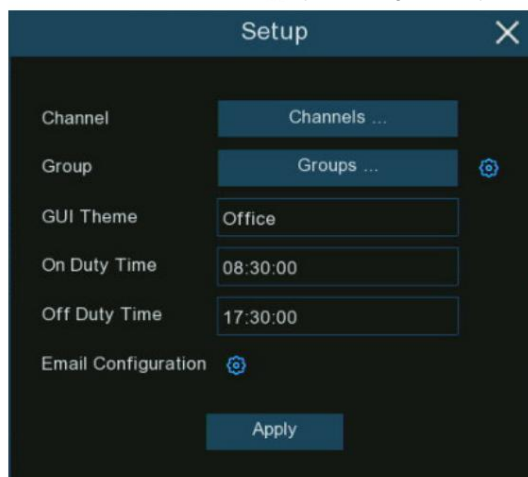 Setup
Channel Channels ...
Group Groups ...
GUI Theme Office
On Duty Time 08:30:00
Off Duty Time 17:30:00
Email Configuration
Apply